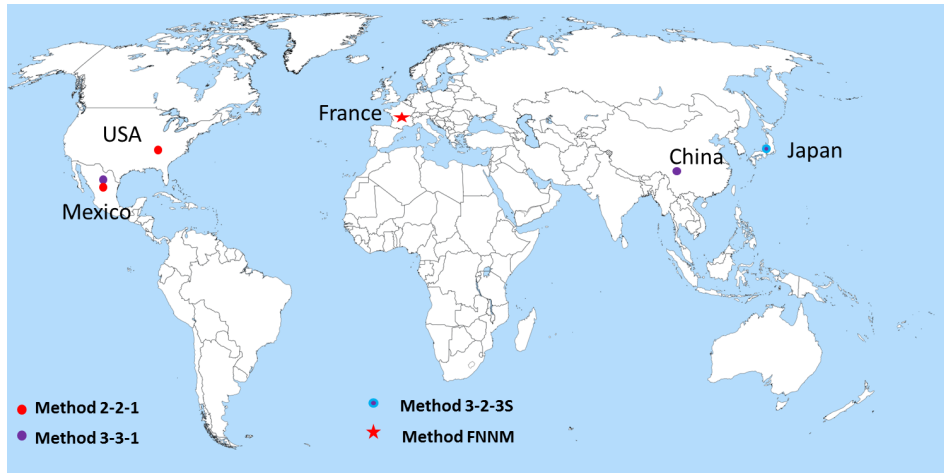 France
USA
China
Japan
Mexico
Method 2-2-1
Method 3-2-3S
Method 3-3-1
Method FNNM